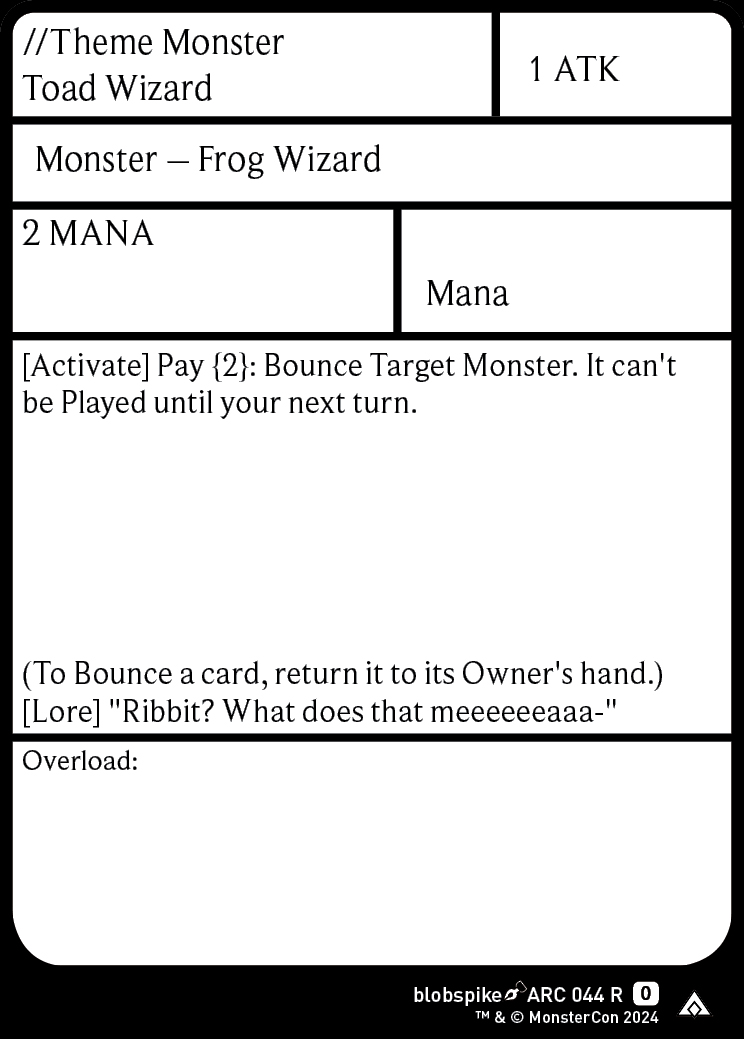 //Theme Monster
Toad Wizard
1 ATK
Monster – Frog Wizard
2 MANA
Mana
[Activate] Pay {2}: Bounce Target Monster. It can't
be Played until your next turn.
(To Bounce a card, return it to its Owner's hand.)
[Lore] "Ribbit? What does that meeeeeeaaa-"
Overload:
blobspike ARC 044 R 0
™ & © MonsterCon 2024